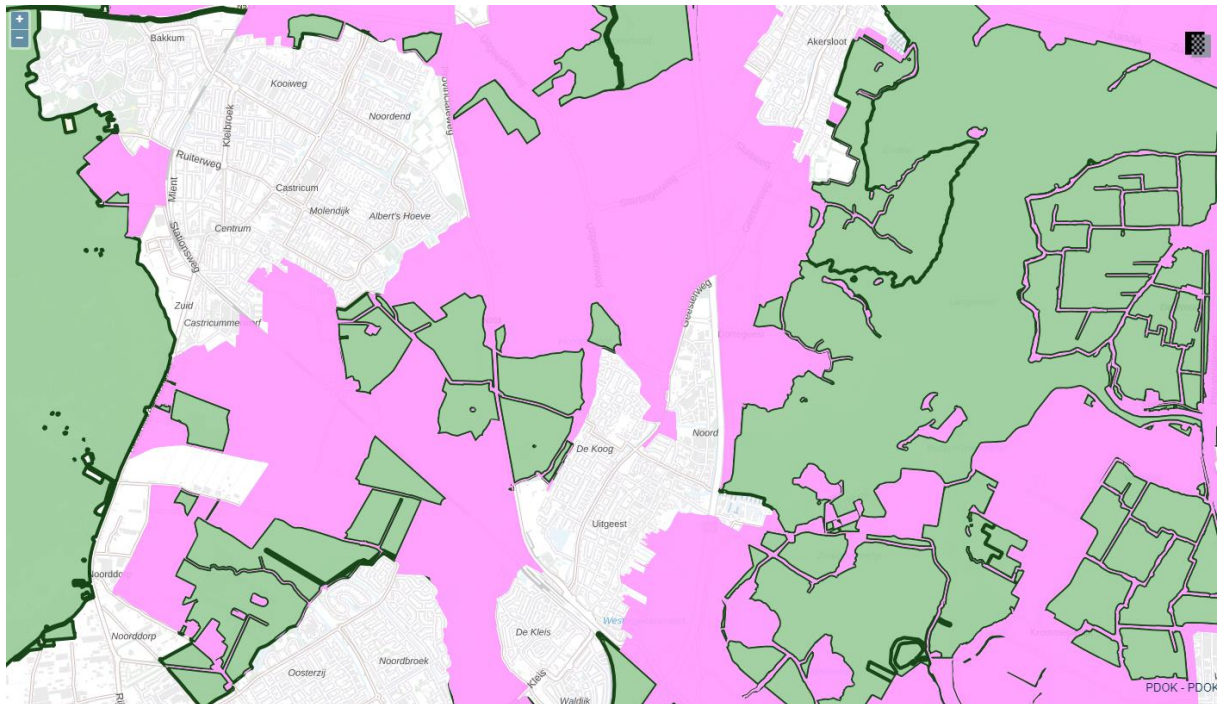 +
−
Bakkum
Akersloot
Kooiweg
Kleibroek
Noordend
Ruiterweg
Mient
Castricum
Molendijk
Albert's Hoeve
Centrum
Stationsweg
Zuid
Geesterweg
Noord
De Koog
Uitgeest
Noorddorp
West
De Kleis
Kleis
Oosterzij
Noordbroek
Waldijk
PDOK - PDOK